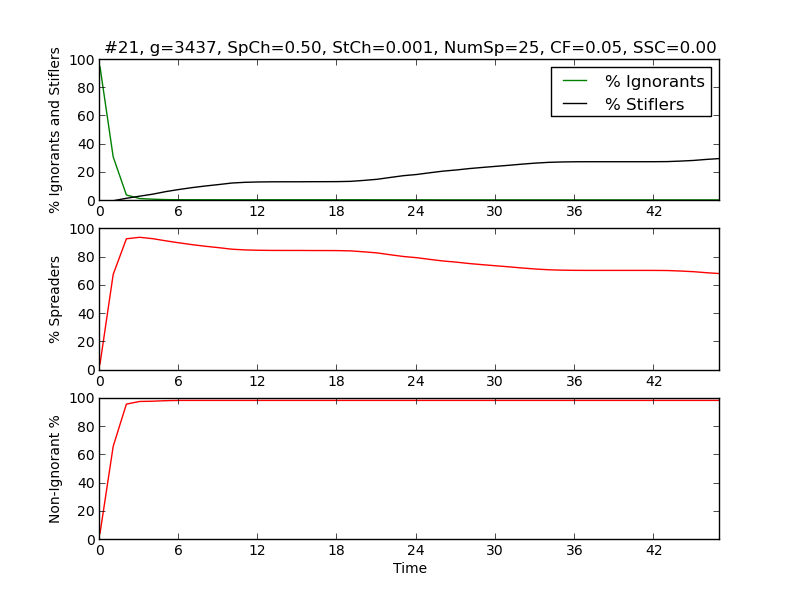 #21, g=3437, SpCh=0.50, StCh=0.001, NumSp=25, CF=0.05, SSC=0.00
% Ignorants and Stiflers
100
80
60
40
20
0
% Ignorants
% Stiflers
0 6 12 18 24 30 36 42
% Spreaders
100
80
60
40
20
0
0 6 12 18 24 30 36 42
Non-Ignorant %
100
80
60
40
20
0
0 6 12 18 24 30 36 42
Time